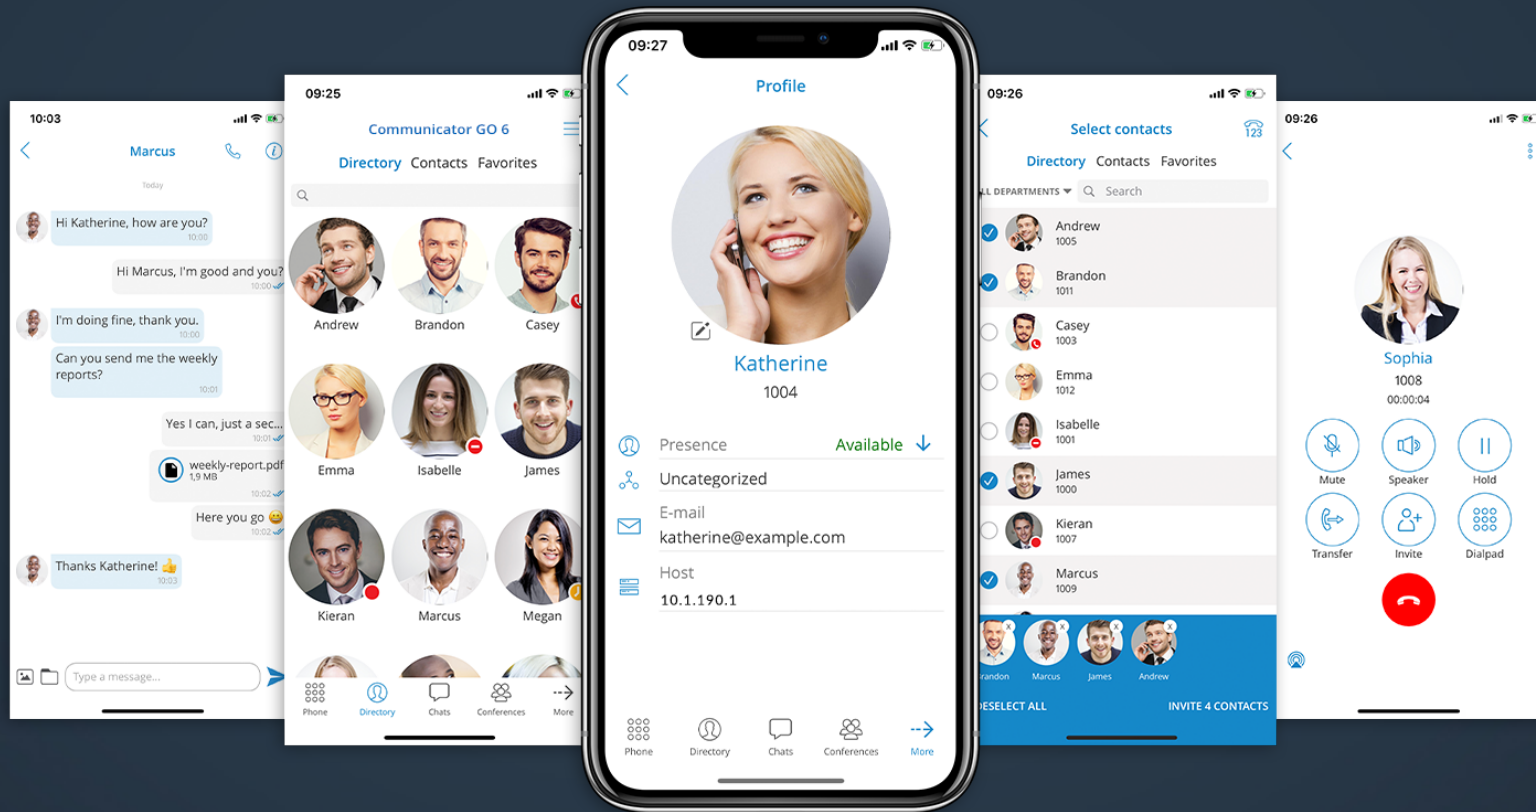 10:03
Marcus
Today
Hi Katherine, how are you?
10:00
Hi Marcus, I'm good and you?
10:00
I'm doing fine, thank you.
10:00
Can you send me the weekly
reports?
10:01
Yes I can, just a sec...
10:01
weekly-report.pdf
1,9 MB
10:02
Here you go 😄
10:02
Thanks Katherine! 👍
10:03
Type a message...
09:25
Communicator GO 6
Directory Contacts Favorites
Andrew Brandon Casey
Emma Isabelle James
Kieran Marcus Megan
Phone Directory Chats Conferences More
09:27
Profile
Katherine
1004
Presence Available
Uncategorized
E-mail
katherine@example.com
Host
10.1.190.1
Phone Directory Chats Conferences More
09:26
Select contacts
123
Directory Contacts Favorites
LL DEPARTMENTS Search
Andrew
1005
Brandon
1011
Casey
1003
Emma
1012
Isabelle
1001
James
1000
Kieran
1007
Marcus
1009
X X X X
randon Marcus James Andrew
DESELECT ALL INVITE 4 CONTACTS
09:26
Sophia
1008
00:00:04
Mute Speaker Hold
Transfer Invite Dialpad